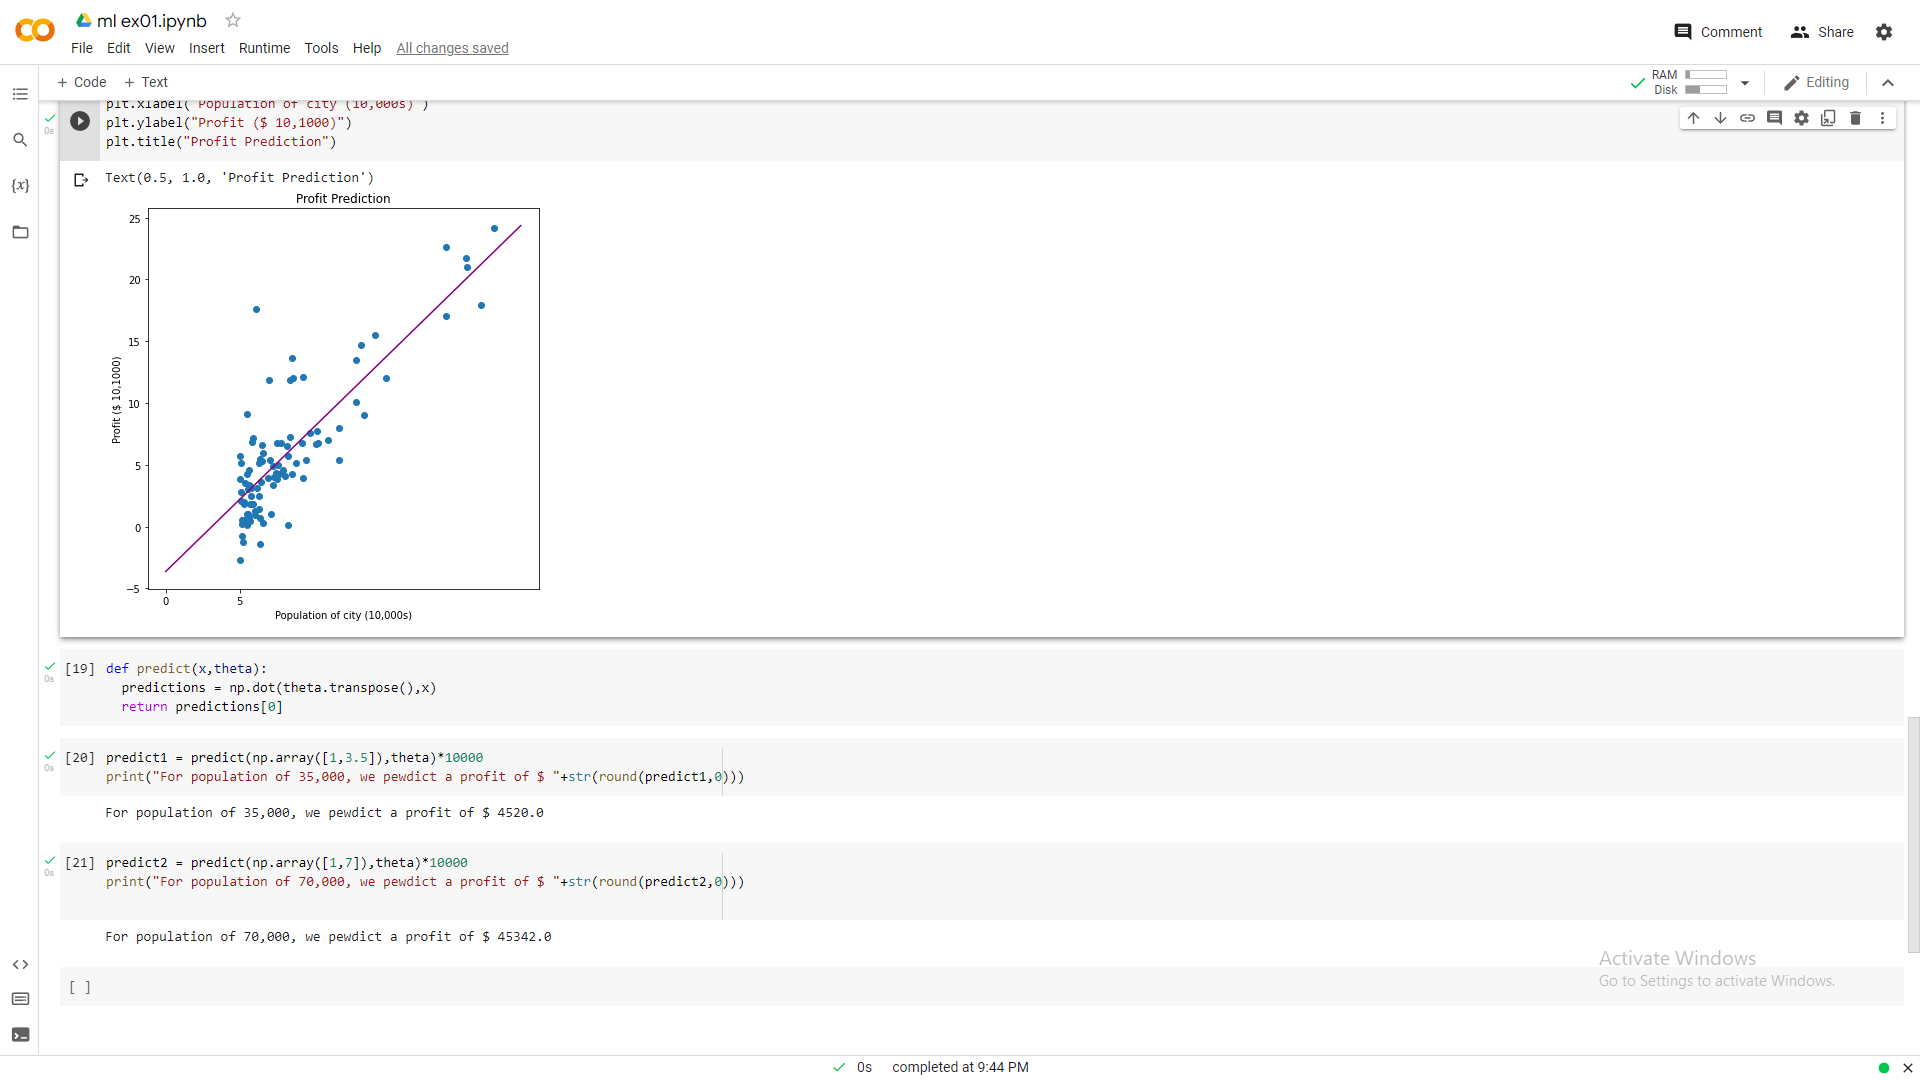 ml ex01.ipynb
File Edit View Insert Runtime Tools Help All changes saved
Comment Share
+ Code + Text
RAM
Disk
Editing
plt.xlabel("Population of city (10,000s)")
plt.ylabel("Profit ($ 10,1000)")
plt.title("Profit Prediction")
0s
{x}
Text(0.5, 1.0, 'Profit Prediction')
Profit Prediction
25
20
15
10
5
0
−5
Profit ($ 10,1000)
0 5
Population of city (10,000s)
[19] def predict(x,theta):
0s
predictions = np.dot(theta.transpose(),x)
return predictions[0]
[20] predict1 = predict(np.array([1,3.5]),theta)*10000
0s
print("For population of 35,000, we pewdict a profit of $ "+str(round(predict1,0)))
For population of 35,000, we pewdict a profit of $ 4520.0
[21] predict2 = predict(np.array([1,7]),theta)*10000
0s
print("For population of 70,000, we pewdict a profit of $ "+str(round(predict2,0)))
For population of 70,000, we pewdict a profit of $ 45342.0
[ ]
Activate Windows
Go to Settings to activate Windows.
0s completed at 9:44 PM